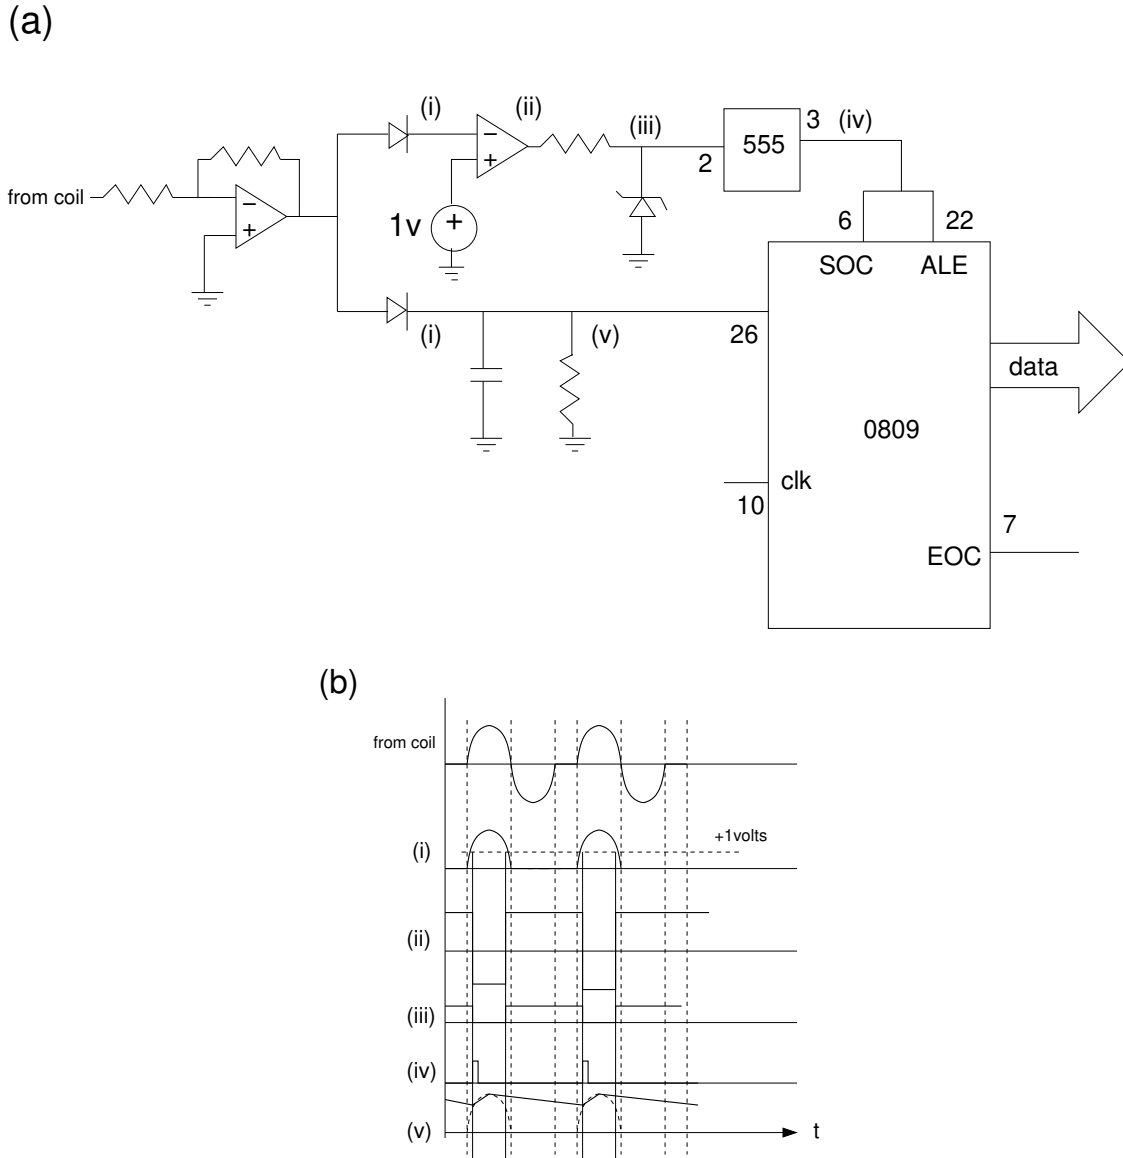 (a)
(i)
(ii)
(iii)
3
(iv)
2
555
from coil
−
+
−
+
1v
+
6
22
SOC
ALE
(i)
(v)
26
data
0809
clk
10
7
EOC
(b)
from coil
+1volts
(i)
(ii)
(iii)
(iv)
(v)
t